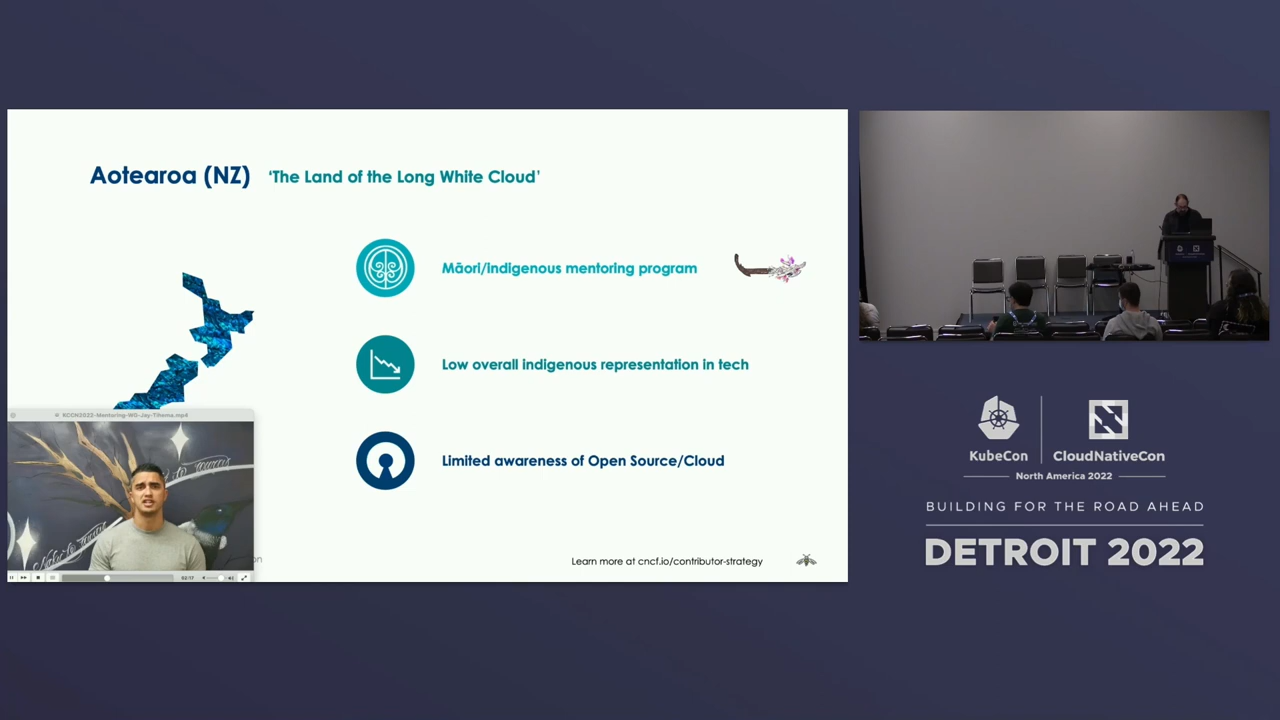 Aotearoa (NZ) 'The Land of the Long White Cloud'
Māori/Indigenous mentoring program
Low overall indigenous representation in tech
Limited awareness of Open Source/Cloud
KCCN2022-Mentoring-WG-Jay-Tihema.mp4
02:17
Learn more at cncf.io/contributor-strategy
KubeCon
CloudNativeCon
North America 2022
BUILDING FOR THE ROAD AHEAD
DETROIT 2022